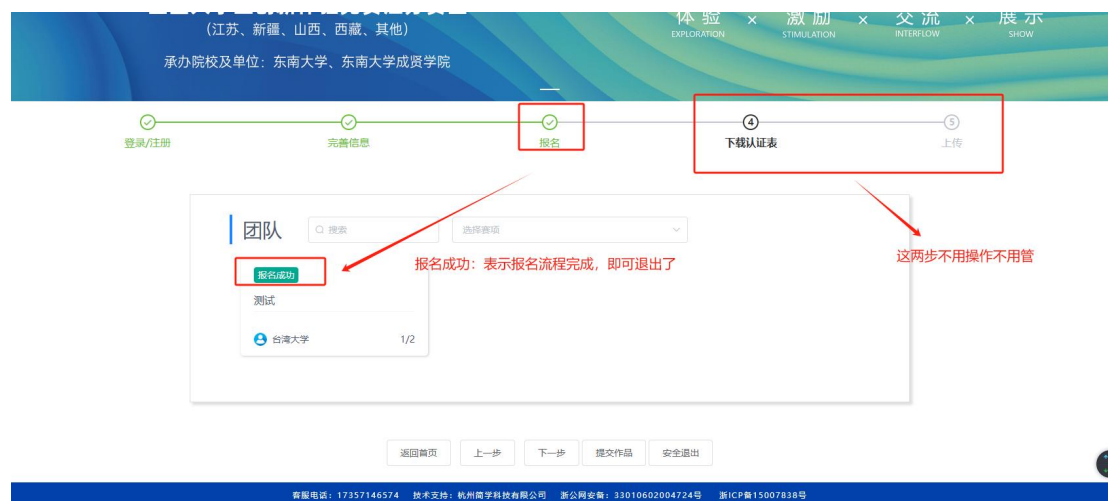 (江苏、新疆、山西、西藏、其他)
承办院校及单位：东南大学、东南大学成贤学院
体验 × 激励 × 交流 × 展示
EXPLORATION STIMULATION INTERFLOW SHOW
登录/注册
完善信息
报名
4
下载认证表
5
上传
团队
搜索
选择赛项
报名成功
报名成功：表示报名流程完成，即可退出了
这两步不用操作不用管
测试
台湾大学 1/2
返回首页 上一步 下一步 提交作品 安全退出
客服电话：17357146574 技术支持：杭州简学科技有限公司 浙公网安备：33010602004724号 浙ICP备15007838号